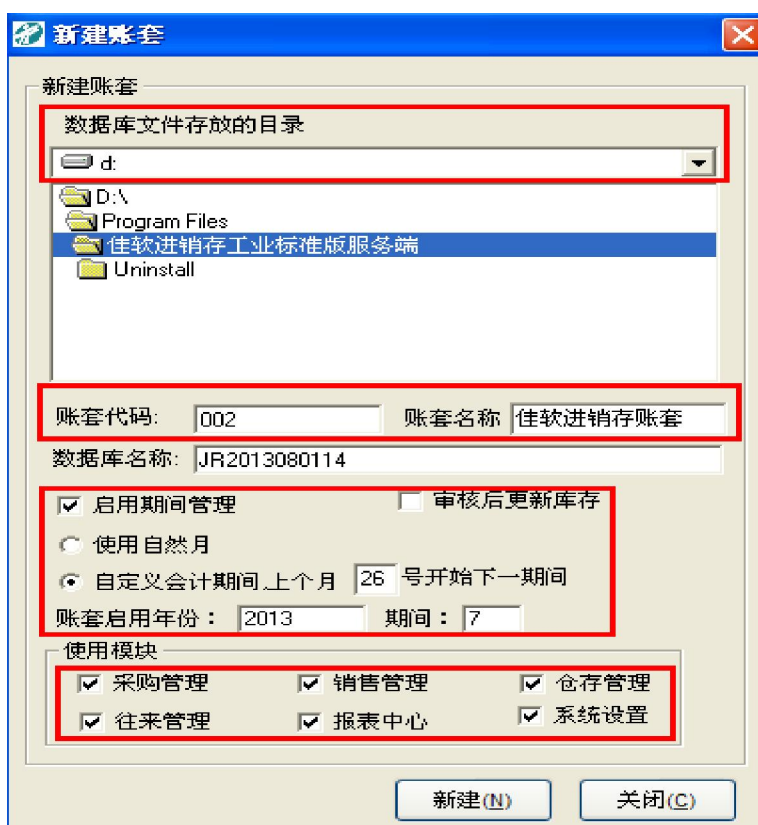 新建账套
新建账套
数据库文件存放的目录
d:
D:\
Program Files
佳软进销存工业标准版服务端
Uninstall
账套代码: 002 账套名称 佳软进销存账套
数据库名称: JR2013080114
启用期间管理 审核后更新库存
使用自然月
自定义会计期间,上个月 26 号开始下一期间
账套启用年份： 2013 期间： 7
使用模块
采购管理 销售管理 仓存管理
往来管理 报表中心 系统设置
新建(N) 关闭(C)